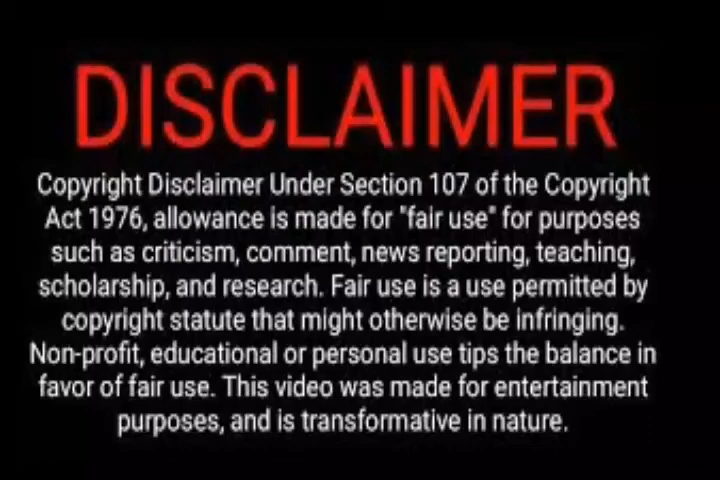 DISCLAIMER
Copyright Disclaimer Under Section 107 of the Copyright
Act 1976, allowance is made for "fair use" for purposes
such as criticism, comment, news reporting, teaching,
scholarship, and research. Fair use is a use permitted by
copyright statute that might otherwise be infringing.
Non-profit, educational or personal use tips the balance in
favor of fair use. This video was made for entertainment
purposes, and is transformative in nature.